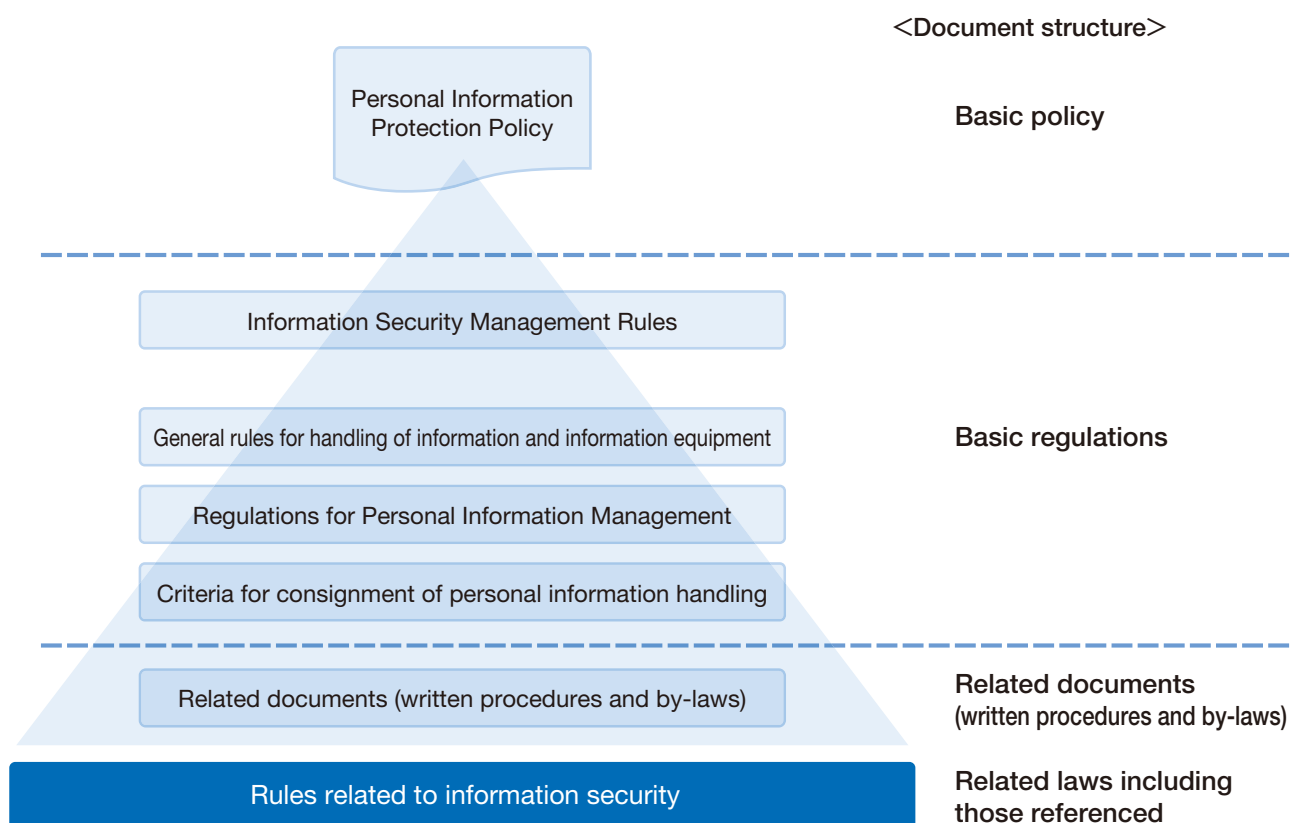 <Document structure>
Personal Information
Protection Policy
Basic policy
Information Security Management Rules
General rules for handling of information and information equipment
Basic regulations
Regulations for Personal Information Management
Criteria for consignment of personal information handling
Related documents (written procedures and by-laws)
Related documents
(written procedures and by-laws)
Rules related to information security
Related laws including
those referenced